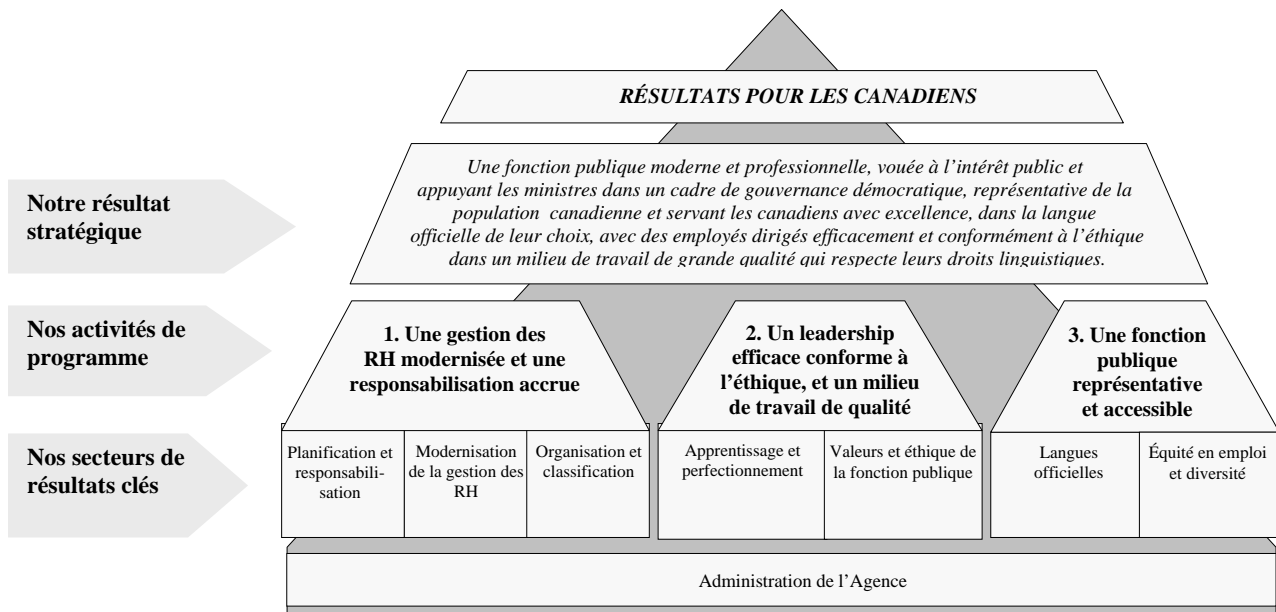 RÉSULTATS POUR LES CANADIENS
Notre résultat
stratégique
Une fonction publique moderne et professionnelle, vouée à l’intérêt public et
appuyant les ministres dans un cadre de gouvernance démocratique, représentative de la
population canadienne et servant les canadiens avec excellence, dans la langue
officielle de leur choix, avec des employés dirigés efficacement et conformément à l’éthique
dans un milieu de travail de grande qualité qui respecte leurs droits linguistiques.
Nos activités de
programme
1. Une gestion des
RH modernisée et une
responsabilisation accrue
2. Un leadership
efficace conforme à
l’éthique, et un milieu
de travail de qualité
3. Une fonction
publique
représentative
et accessible
Nos secteurs de
résultats clés
Planification et
responsabili-
sation
Modernisation
de la gestion des
RH
Organisation et
classification
Apprentissage et
perfectionnement
Valeurs et éthique de
la fonction publique
Langues
officielles
Équité en emploi
et diversité
Administration de l’Agence